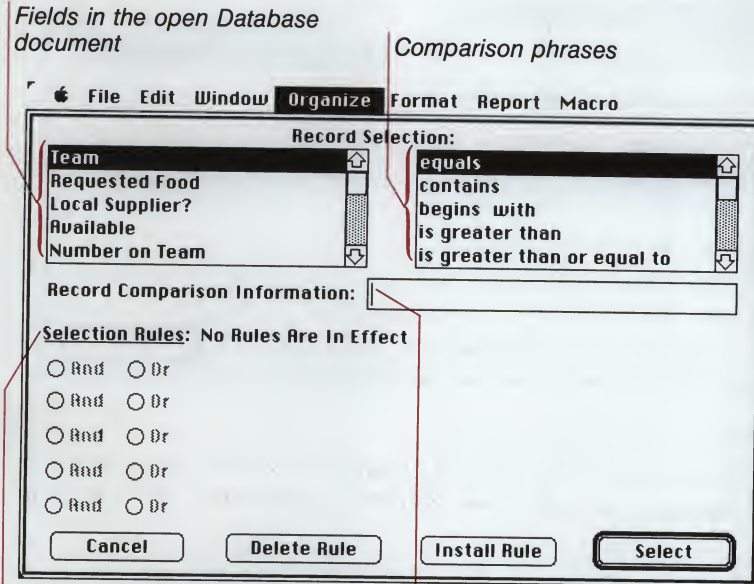 Fields in the open Database
document
Comparison phrases
File Edit Window Organize Format Report Macro
Record Selection:
Team
Requested Food
Local Supplier?
Available
Number on Team
equals
contains
begins with
is greater than
is greater than or equal to
Record Comparison Information:
Selection Rules: No Rules Are In Effect
And Or
And Or
And Or
And Or
And Or
Cancel Delete Rule Install Rule Select